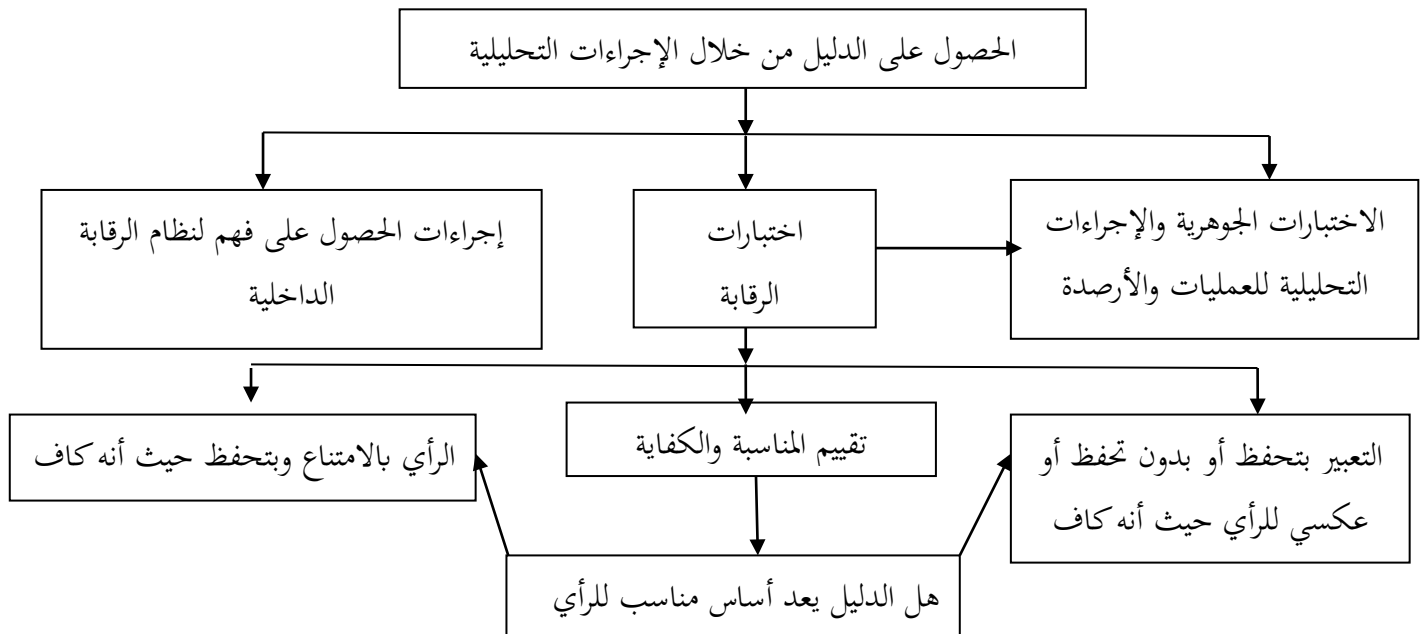 الحصول على الدليل من خلال الإجراءات التحليلية
الاختبارات الجوهرية والإجراءات
التحليلية للعمليات والأرصدة
اختبارات
الرقابة
إجراءات الحصول على فهم لنظام الرقابة
الداخلية
التعبير بتحفظ أو بدون تحفظ أو
عكسي للرأي حيث أنه كاف
تقييم المناسبة والكفاية
الرأي بالامتناع وبتحفظ حيث أنه كاف
هل الدليل يعد أساس مناسب للرأي